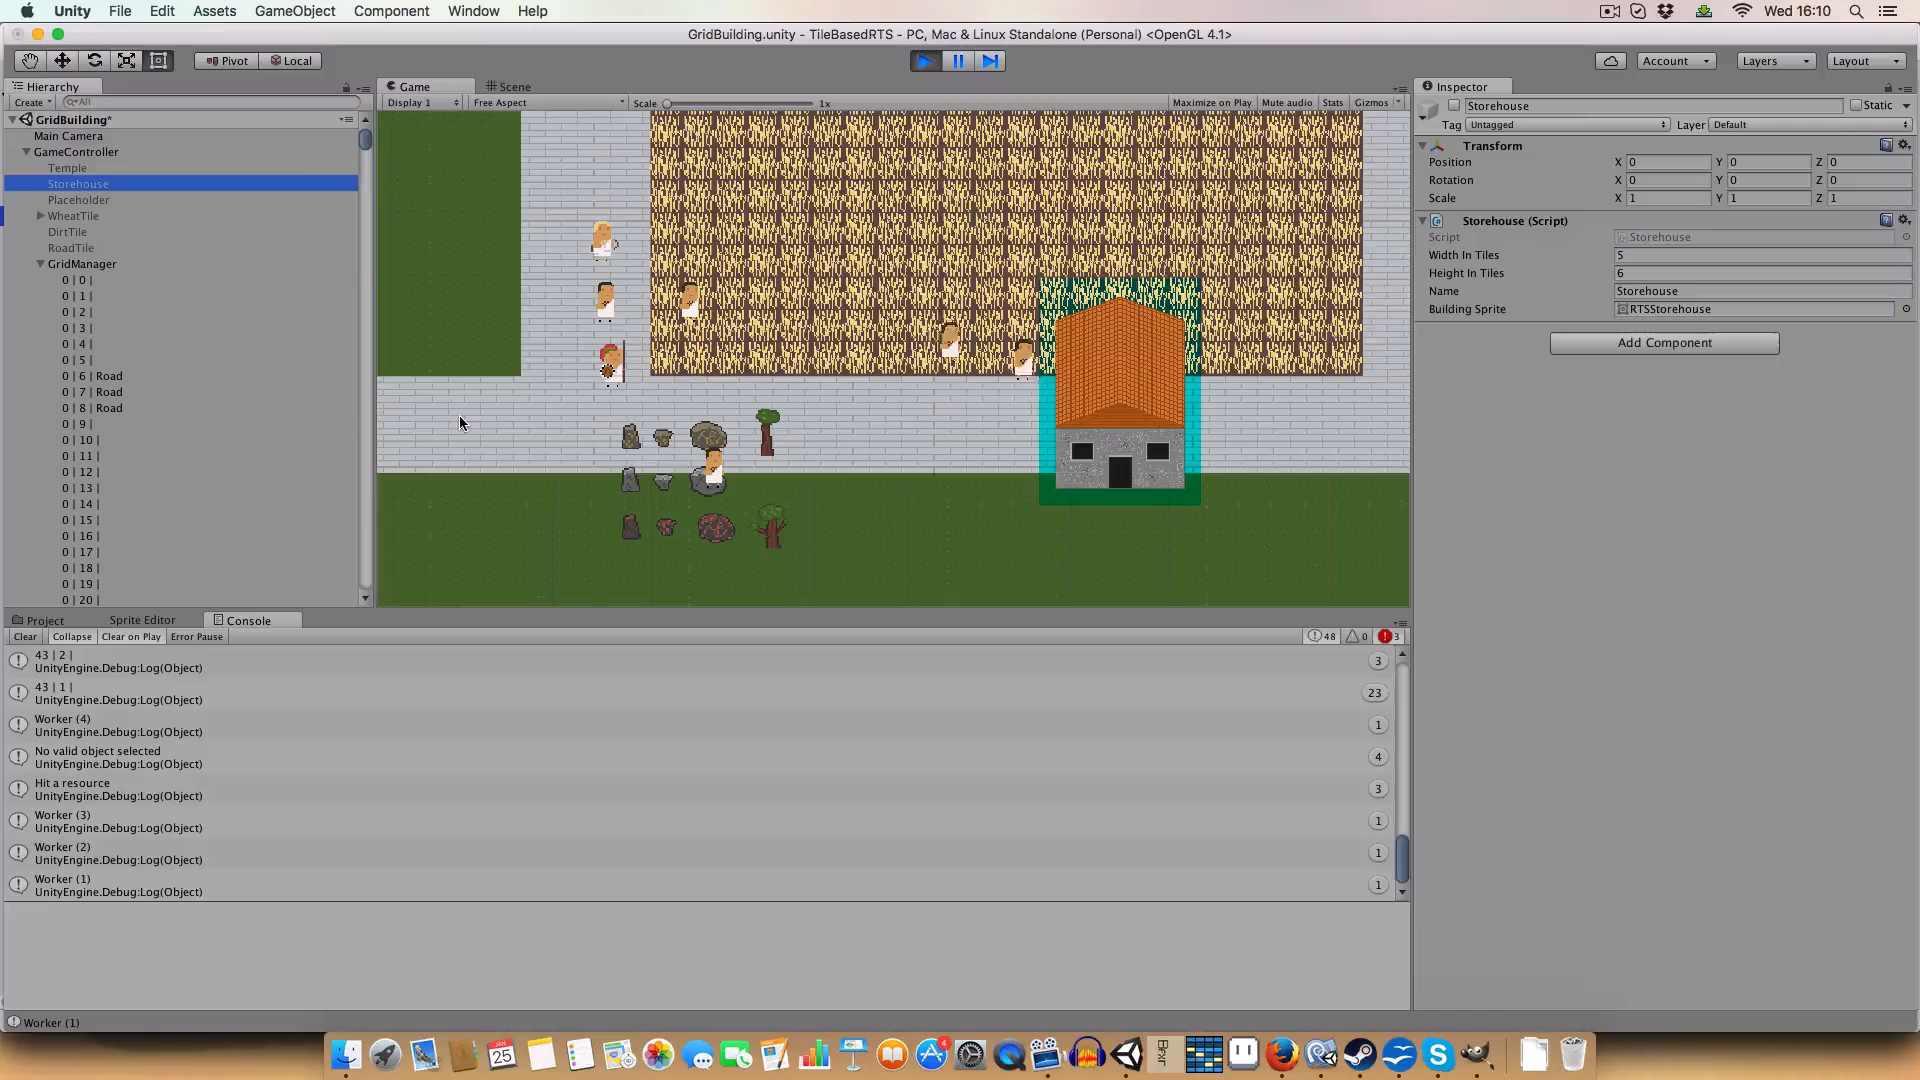 Unity File Edit Assets GameObject Component Window Help Wed 16:10
GridBuilding.unity - TileBasedRTS - PC, Mac & Linux Standalone (Personal) <OpenGL 4.1>
Pivot Local Account Layers Layout
Hierarchy
Create All
GridBuilding*
Main Camera
GameController
Temple
Storehouse
Placeholder
WheatTile
DirtTile
RoadTile
GridManager
0 | 0 |
0 | 1 |
0 | 2 |
0 | 3 |
0 | 4 |
0 | 5 |
0 | 6 | Road
0 | 7 | Road
0 | 8 | Road
0 | 9 |
0 | 10 |
0 | 11 |
0 | 12 |
0 | 13 |
0 | 14 |
0 | 15 |
0 | 16 |
0 | 17 |
0 | 18 |
0 | 19 |
0 | 20 |
Game Scene
Display 1 Free Aspect Scale 1x Maximize on Play Mute audio Stats Gizmos
Inspector
Storehouse Static
Tag Untagged Layer Default
Transform
Position X 0 Y 0 Z 0
Rotation X 0 Y 0 Z 0
Scale X 1 Y 1 Z 1
Storehouse (Script)
Script Storehouse
Width In Tiles 5
Height In Tiles 6
Name Storehouse
Building Sprite RTSStorehouse
Add Component
Project Sprite Editor Console
Clear Collapse Clear on Play Error Pause 48 0 3
43 | 2 |
UnityEngine.Debug:Log(Object) 3
43 | 1 |
UnityEngine.Debug:Log(Object) 23
Worker (4)
UnityEngine.Debug:Log(Object) 1
No valid object selected
UnityEngine.Debug:Log(Object) 4
Hit a resource
UnityEngine.Debug:Log(Object) 3
Worker (3)
UnityEngine.Debug:Log(Object) 1
Worker (2)
UnityEngine.Debug:Log(Object) 1
Worker (1)
UnityEngine.Debug:Log(Object) 1
Worker (1)
JAN
25
Bfxr
4